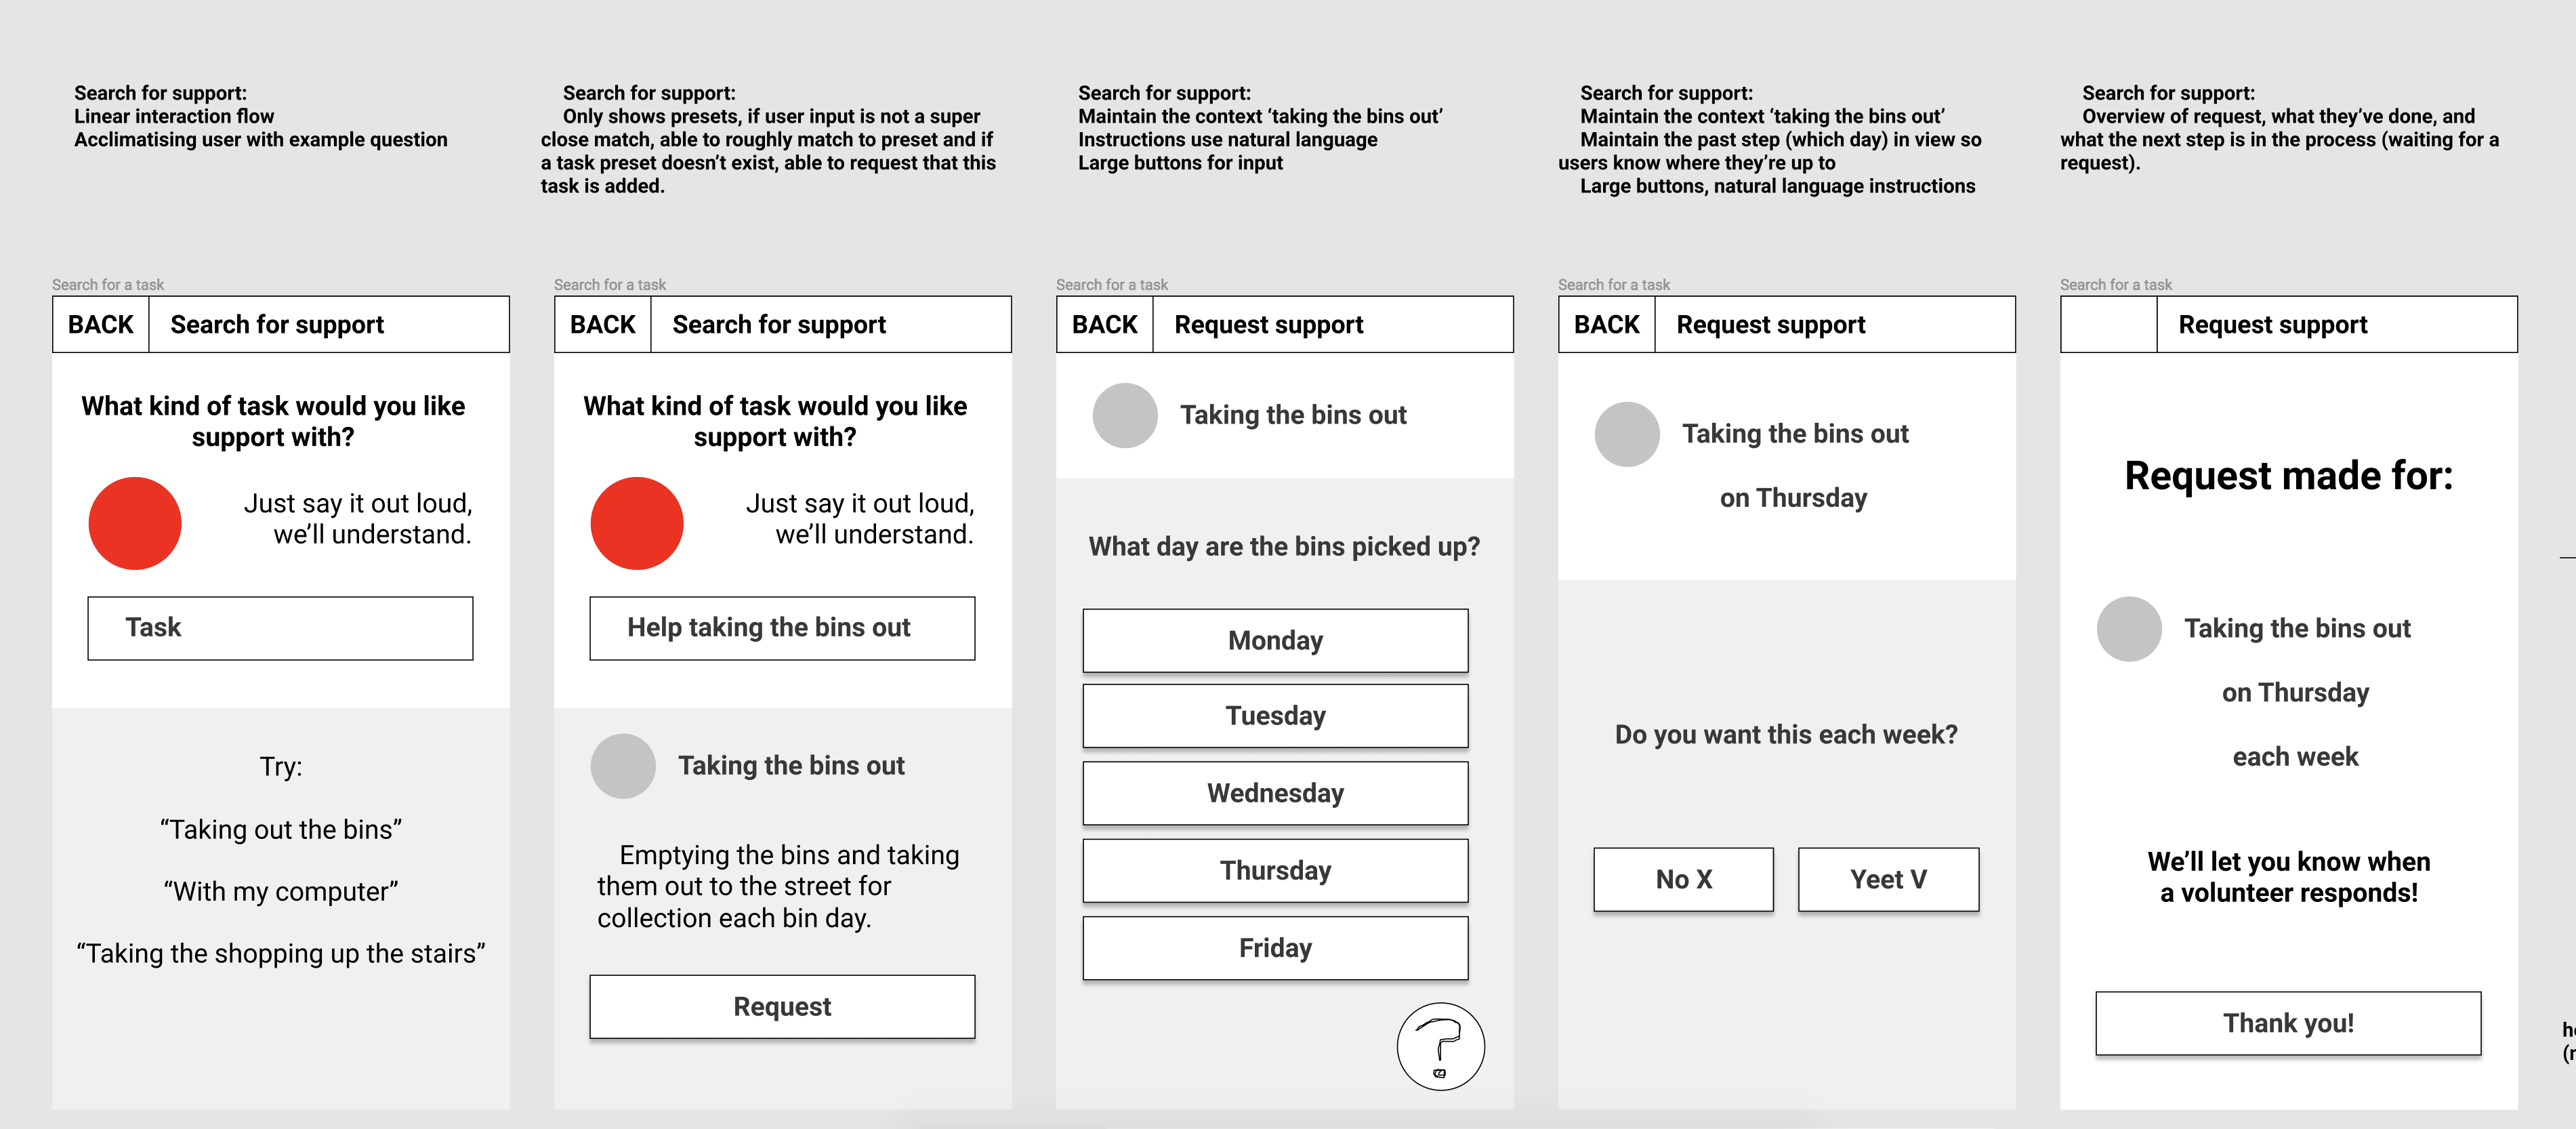 Search for support:
Linear interaction flow
Acclimatising user with example question
Search for support:
Only shows presets, if user input is not a super
close match, able to roughly match to preset and if
a task preset doesn't exist, able to request that this
task is added.
Search for support:
Maintain the context ‘taking the bins out’
Instructions use natural language
Large buttons for input
Search for support:
Maintain the context ‘taking the bins out’
Maintain the past step (which day) in view so
users know where they’re up to
Large buttons, natural language instructions
Search for support:
Overview of request, what they’ve done, and
what the next step is in the process (waiting for a
request).
Search for a task
BACK
Search for support
What kind of task would you like
support with?
Just say it out loud,
we’ll understand.
Task
Try:
“Taking out the bins”
“With my computer”
“Taking the shopping up the stairs”
Search for a task
BACK
Search for support
What kind of task would you like
support with?
Just say it out loud,
we’ll understand.
Help taking the bins out
Taking the bins out
Emptying the bins and taking
them out to the street for
collection each bin day.
Request
Search for a task
BACK
Request support
Taking the bins out
What day are the bins picked up?
Monday
Tuesday
Wednesday
Thursday
Friday
?
Search for a task
BACK
Request support
Taking the bins out
on Thursday
Do you want this each week?
No X
Yeet V
Search for a task
Request support
Request made for:
Taking the bins out
on Thursday
each week
We’ll let you know when
a volunteer responds!
Thank you!